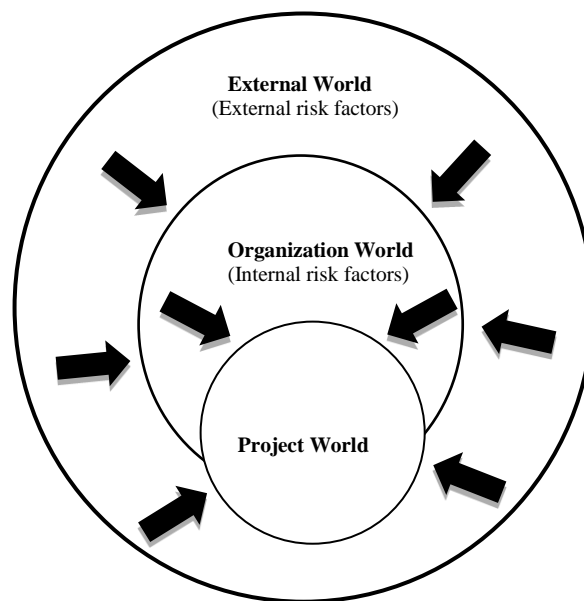 External World
(External risk factors)
Organization World
(Internal risk factors)
Project World